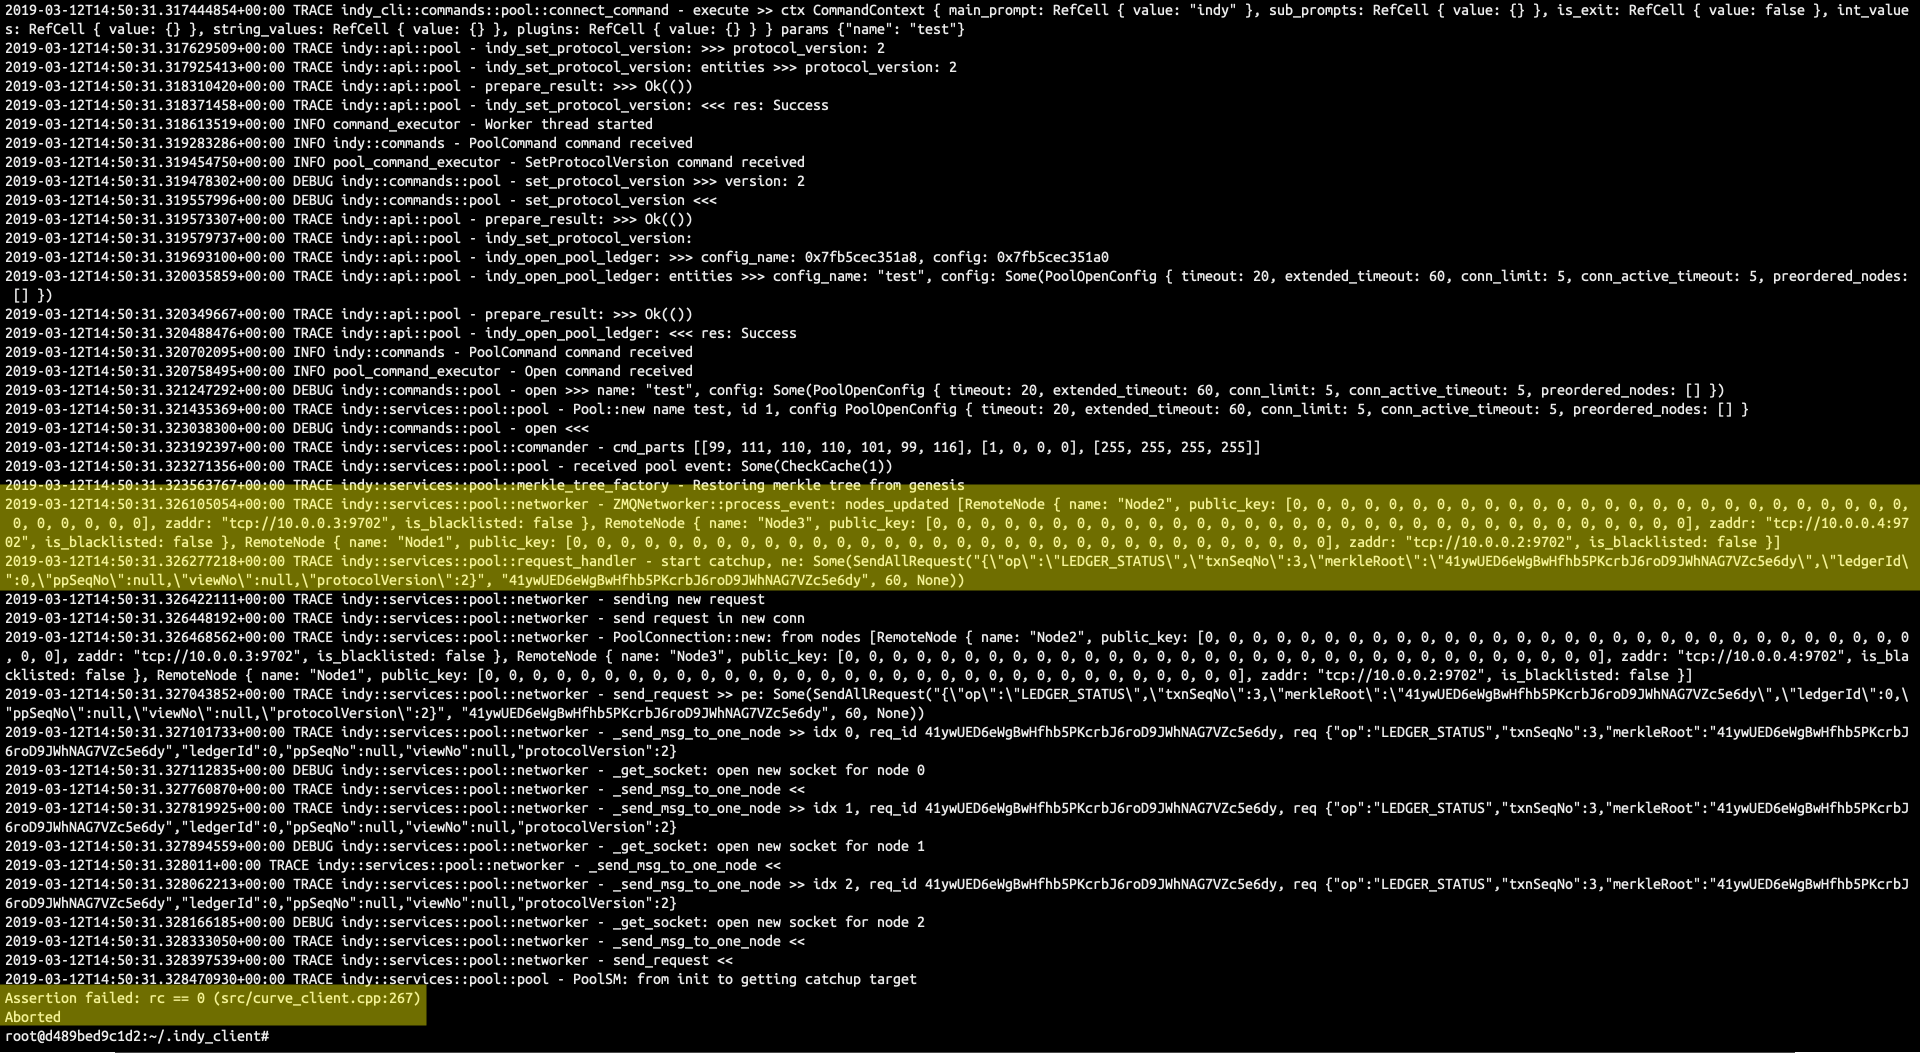 2019-03-12T14:50:31.317444854+00:00 TRACE indy_cli::commands::pool::connect_command - execute >> ctx CommandContext { main_prompt: RefCell { value: "indy" }, sub_prompts: RefCell { value: {} }, is_exit: RefCell { value: false }, int_value
s: RefCell { value: {} }, string_values: RefCell { value: {} }, plugins: RefCell { value: {} } } params {"name": "test"}
2019-03-12T14:50:31.317629509+00:00 TRACE indy::api::pool - indy_set_protocol_version: >>> protocol_version: 2
2019-03-12T14:50:31.317925413+00:00 TRACE indy::api::pool - indy_set_protocol_version: entities >>> protocol_version: 2
2019-03-12T14:50:31.318310420+00:00 TRACE indy::api::pool - prepare_result: >>> Ok(())
2019-03-12T14:50:31.318371458+00:00 TRACE indy::api::pool - indy_set_protocol_version: <<< res: Success
2019-03-12T14:50:31.318613519+00:00 INFO command_executor - Worker thread started
2019-03-12T14:50:31.319283286+00:00 INFO indy::commands - PoolCommand command received
2019-03-12T14:50:31.319454750+00:00 INFO pool_command_executor - SetProtocolVersion command received
2019-03-12T14:50:31.319478302+00:00 DEBUG indy::commands::pool - set_protocol_version >>> version: 2
2019-03-12T14:50:31.319557996+00:00 DEBUG indy::commands::pool - set_protocol_version <<<
2019-03-12T14:50:31.319573307+00:00 TRACE indy::api::pool - prepare_result: >>> Ok(())
2019-03-12T14:50:31.319579737+00:00 TRACE indy::api::pool - indy_set_protocol_version:
2019-03-12T14:50:31.319693100+00:00 TRACE indy::api::pool - indy_open_pool_ledger: >>> config_name: 0x7fb5cec351a8, config: 0x7fb5cec351a0
2019-03-12T14:50:31.320035859+00:00 TRACE indy::api::pool - indy_open_pool_ledger: entities >>> config_name: "test", config: Some(PoolOpenConfig { timeout: 20, extended_timeout: 60, conn_limit: 5, conn_active_timeout: 5, preordered_nodes:
 [] })
2019-03-12T14:50:31.320349667+00:00 TRACE indy::api::pool - prepare_result: >>> Ok(())
2019-03-12T14:50:31.320488476+00:00 TRACE indy::api::pool - indy_open_pool_ledger: <<< res: Success
2019-03-12T14:50:31.320702095+00:00 INFO indy::commands - PoolCommand command received
2019-03-12T14:50:31.320758495+00:00 INFO pool_command_executor - Open command received
2019-03-12T14:50:31.321247292+00:00 DEBUG indy::commands::pool - open >>> name: "test", config: Some(PoolOpenConfig { timeout: 20, extended_timeout: 60, conn_limit: 5, conn_active_timeout: 5, preordered_nodes: [] })
2019-03-12T14:50:31.321435369+00:00 TRACE indy::services::pool::pool - Pool::new name test, id 1, config PoolOpenConfig { timeout: 20, extended_timeout: 60, conn_limit: 5, conn_active_timeout: 5, preordered_nodes: [] }
2019-03-12T14:50:31.323038300+00:00 DEBUG indy::commands::pool - open <<<
2019-03-12T14:50:31.323192397+00:00 TRACE indy::services::pool::commander - cmd_parts [[99, 111, 110, 110, 101, 99, 116], [1, 0, 0, 0], [255, 255, 255, 255]]
2019-03-12T14:50:31.323271356+00:00 TRACE indy::services::pool::pool - received pool event: Some(CheckCache(1))
2019-03-12T14:50:31.323563767+00:00 TRACE indy::services::pool::merkle_tree_factory - Restoring merkle tree from genesis
2019-03-12T14:50:31.326105054+00:00 TRACE indy::services::pool::networker - ZMQNetworker::process_event: nodes_updated [RemoteNode { name: "Node2", public_key: [0, 0, 0, 0, 0, 0, 0, 0, 0, 0, 0, 0, 0, 0, 0, 0, 0, 0, 0, 0, 0, 0, 0, 0, 0, 0,
 0, 0, 0, 0, 0, 0], zaddr: "tcp://10.0.0.3:9702", is_blacklisted: false }, RemoteNode { name: "Node3", public_key: [0, 0, 0, 0, 0, 0, 0, 0, 0, 0, 0, 0, 0, 0, 0, 0, 0, 0, 0, 0, 0, 0, 0, 0, 0, 0, 0, 0, 0, 0, 0, 0], zaddr: "tcp://10.0.0.4:97
02", is_blacklisted: false }, RemoteNode { name: "Node1", public_key: [0, 0, 0, 0, 0, 0, 0, 0, 0, 0, 0, 0, 0, 0, 0, 0, 0, 0, 0, 0, 0, 0, 0, 0, 0, 0, 0, 0, 0, 0, 0, 0], zaddr: "tcp://10.0.0.2:9702", is_blacklisted: false }]
2019-03-12T14:50:31.326277218+00:00 TRACE indy::services::pool::request_handler - start catchup, ne: Some(SendAllRequest("{\"op\":\"LEDGER_STATUS\",\"txnSeqNo\":3,\"merkleRoot\":\"41ywUED6eWgBwHfhb5PKcrbJ6roD9JWhNAG7VZc5e6dy\",\"ledgerId\
":0,\"ppSeqNo\":null,\"viewNo\":null,\"protocolVersion\":2}", "41ywUED6eWgBwHfhb5PKcrbJ6roD9JWhNAG7VZc5e6dy", 60, None))
2019-03-12T14:50:31.326422111+00:00 TRACE indy::services::pool::networker - sending new request
2019-03-12T14:50:31.326448192+00:00 TRACE indy::services::pool::networker - send request in new conn
2019-03-12T14:50:31.326468562+00:00 TRACE indy::services::pool::networker - PoolConnection::new: from nodes [RemoteNode { name: "Node2", public_key: [0, 0, 0, 0, 0, 0, 0, 0, 0, 0, 0, 0, 0, 0, 0, 0, 0, 0, 0, 0, 0, 0, 0, 0, 0, 0, 0, 0, 0, 0
, 0, 0], zaddr: "tcp://10.0.0.3:9702", is_blacklisted: false }, RemoteNode { name: "Node3", public_key: [0, 0, 0, 0, 0, 0, 0, 0, 0, 0, 0, 0, 0, 0, 0, 0, 0, 0, 0, 0, 0, 0, 0, 0, 0, 0, 0, 0, 0, 0, 0, 0], zaddr: "tcp://10.0.0.4:9702", is_bla
cklisted: false }, RemoteNode { name: "Node1", public_key: [0, 0, 0, 0, 0, 0, 0, 0, 0, 0, 0, 0, 0, 0, 0, 0, 0, 0, 0, 0, 0, 0, 0, 0, 0, 0, 0, 0, 0, 0, 0, 0], zaddr: "tcp://10.0.0.2:9702", is_blacklisted: false }]
2019-03-12T14:50:31.327043852+00:00 TRACE indy::services::pool::networker - send_request >> pe: Some(SendAllRequest("{\"op\":\"LEDGER_STATUS\",\"txnSeqNo\":3,\"merkleRoot\":\"41ywUED6eWgBwHfhb5PKcrbJ6roD9JWhNAG7VZc5e6dy\",\"ledgerId\":0,\
"ppSeqNo\":null,\"viewNo\":null,\"protocolVersion\":2}", "41ywUED6eWgBwHfhb5PKcrbJ6roD9JWhNAG7VZc5e6dy", 60, None))
2019-03-12T14:50:31.327101733+00:00 TRACE indy::services::pool::networker - _send_msg_to_one_node >> idx 0, req_id 41ywUED6eWgBwHfhb5PKcrbJ6roD9JWhNAG7VZc5e6dy, req {"op":"LEDGER_STATUS","txnSeqNo":3,"merkleRoot":"41ywUED6eWgBwHfhb5PKcrbJ
6roD9JWhNAG7VZc5e6dy","ledgerId":0,"ppSeqNo":null,"viewNo":null,"protocolVersion":2}
2019-03-12T14:50:31.327112835+00:00 DEBUG indy::services::pool::networker - _get_socket: open new socket for node 0
2019-03-12T14:50:31.327760870+00:00 TRACE indy::services::pool::networker - _send_msg_to_one_node <<
2019-03-12T14:50:31.327819925+00:00 TRACE indy::services::pool::networker - _send_msg_to_one_node >> idx 1, req_id 41ywUED6eWgBwHfhb5PKcrbJ6roD9JWhNAG7VZc5e6dy, req {"op":"LEDGER_STATUS","txnSeqNo":3,"merkleRoot":"41ywUED6eWgBwHfhb5PKcrbJ
6roD9JWhNAG7VZc5e6dy","ledgerId":0,"ppSeqNo":null,"viewNo":null,"protocolVersion":2}
2019-03-12T14:50:31.327894559+00:00 DEBUG indy::services::pool::networker - _get_socket: open new socket for node 1
2019-03-12T14:50:31.328011+00:00 TRACE indy::services::pool::networker - _send_msg_to_one_node <<
2019-03-12T14:50:31.328062213+00:00 TRACE indy::services::pool::networker - _send_msg_to_one_node >> idx 2, req_id 41ywUED6eWgBwHfhb5PKcrbJ6roD9JWhNAG7VZc5e6dy, req {"op":"LEDGER_STATUS","txnSeqNo":3,"merkleRoot":"41ywUED6eWgBwHfhb5PKcrbJ
6roD9JWhNAG7VZc5e6dy","ledgerId":0,"ppSeqNo":null,"viewNo":null,"protocolVersion":2}
2019-03-12T14:50:31.328166185+00:00 DEBUG indy::services::pool::networker - _get_socket: open new socket for node 2
2019-03-12T14:50:31.328333050+00:00 TRACE indy::services::pool::networker - _send_msg_to_one_node <<
2019-03-12T14:50:31.328397539+00:00 TRACE indy::services::pool::networker - send_request <<
2019-03-12T14:50:31.328470930+00:00 TRACE indy::services::pool::pool - PoolSM: from init to getting catchup target
Assertion failed: rc == 0 (src/curve_client.cpp:267)
Aborted
root@d489bed9c1d2:~/.indy_client#